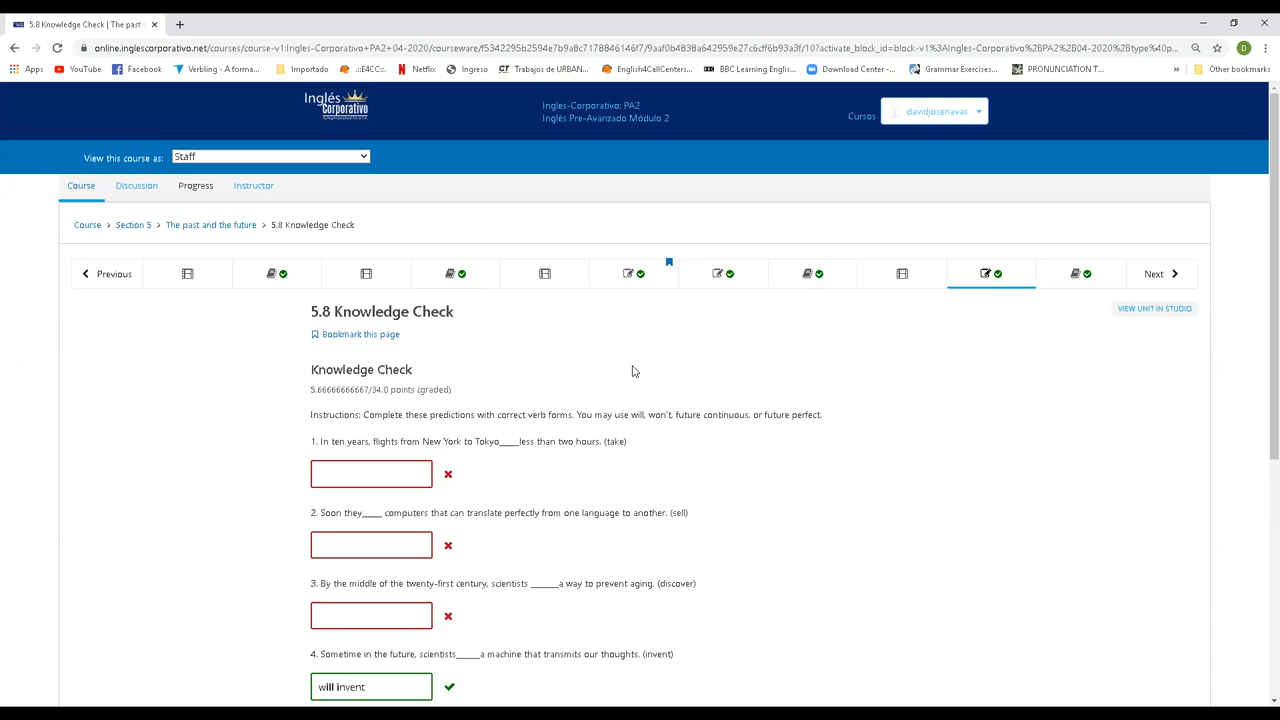 5.8 Knowledge Check | The past a
online.inglescorporativo.net/courses/course-v1:Ingles-Corporativo+PA2+04-2020/courseware/f5342295b2594e7b9a8c7178846146f7/9aaf0b4838a642959e27c6cff6b93a3f/10?activate_block_id=block-v1%3AIngles-Corporativo%2BPA2%2B04-2020%2Btype%40p...
D
Apps YouTube Facebook Verbling - A forma... Importado .::E4CC::. Netflix Ingreso CT Trabajos de URBAN... English4CallCenters... BBC Learning Englis... Download Center -... Grammar Exercises... PRONUNCIATION T... » Other bookmarks
Inglés
Corporativo
Ingles-Corporativo: PA2
Inglés Pre-Avanzado Módulo 2
Cursos davidjosenavas
View this course as: Staff
Course Discussion Progress Instructor
Course > Section 5 > The past and the future > 5.8 Knowledge Check
Previous Next
5.8 Knowledge Check
VIEW UNIT IN STUDIO
Bookmark this page
Knowledge Check
5.66666666667/34.0 points (graded)
Instructions: Complete these predictions with correct verb forms. You may use will, won't, future continuous, or future perfect.
1. In ten years, flights from New York to Tokyo____less than two hours. (take)
2. Soon they____ computers that can translate perfectly from one language to another. (sell)
3. By the middle of the twenty-first century, scientists ______a way to prevent aging. (discover)
4. Sometime in the future, scientists_____a machine that transmits our thoughts. (invent)
will invent